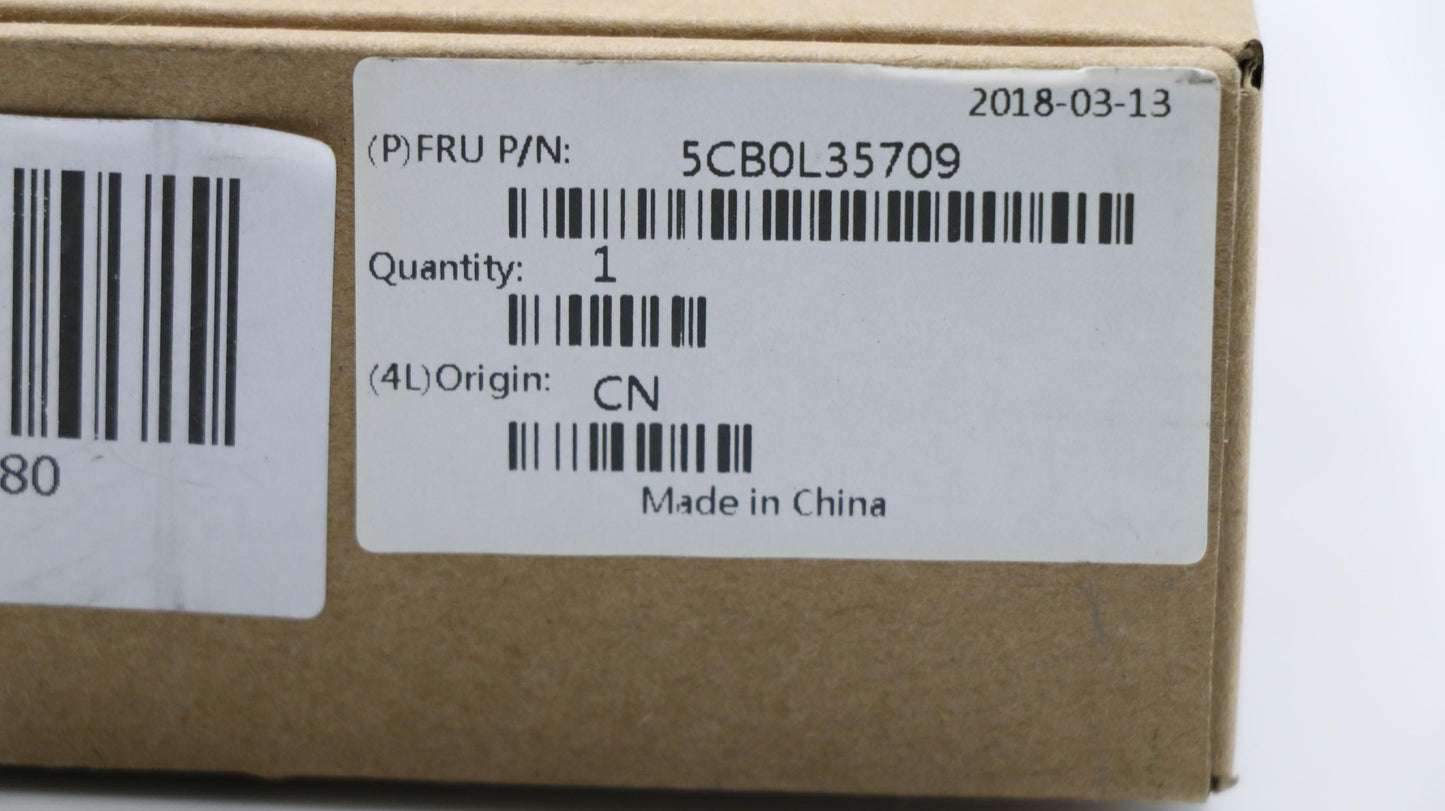 2018-03-13
(P)FRU P/N: 5CB0L35709
Quantity: 1
(4L)Origin: CN
Made in China
80